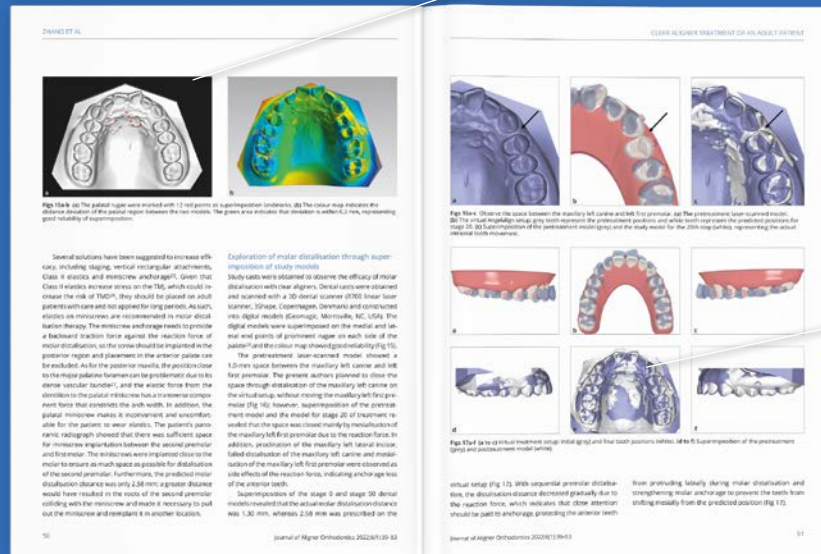 ZHANG ET AL
Figs 15a-b (a) The palatal rugae were marked with 12 red points as superimposition landmarks. (b) The colour map indicates the
distance deviation of the palatal region between the two models. The green area indicates that deviation is within 0.2 mm, representing
good reliability of superimposition.
Several solutions have been suggested to increase effi-
cacy, including staging, vertical rectangular attachments,
Class II elastics and miniscrew anchorage. Given that
Class II elastics increase stress on the TMJ, which could in-
crease the risk of TMD, they should be placed on adult
patients with care and not applied for long periods. As such,
elastics on miniscrews are recommended in molar distal-
isation therapy. The miniscrew anchorage needs to provide
a backward traction force against the reaction force of
molar distalisation, so the screw should be implanted in the
posterior region and placement in the anterior palate can
be excluded. As for the posterior maxilla, the position close
to the major palatine foramen can be problematic due to its
dense vascular bundle, and the elastic force from the
dentition to the palatal miniscrew has a transverse compo-
nent force that constricts the arch width. In addition, the
palatal miniscrew makes it inconvenient and uncomfort-
able for the patient to wear elastics. The patient's pano-
ramic radiograph showed that there was sufficient space
for miniscrew implantation between the second premolar
and first molar. The miniscrews were implanted close to the
molar to ensure as much space as possible for distalisation
of the second premolar. Furthermore, the predicted molar
distalisation distance was only 2.58 mm; a greater distance
would have resulted in the roots of the second premolar
colliding with the miniscrew and made it necessary to pull
out the miniscrew and reimplant it in another location.
Exploration of molar distalisation through super-
imposition of study models
Study casts were obtained to observe the efficacy of molar
distalisation with clear aligners. Dental casts were obtained
and scanned with a 3D dental scanner (R700 linear laser
scanner, 3Shape, Copenhagen, Denmark) and constructed
into digital models (Geomagic, Morrisville, NC, USA). The
digital models were superimposed on the medial and lat-
eral end points of prominent rugae on each side of the
palate and the colour map showed good reliability (Fig 15).
The pretreatment laser-scanned model showed a
1.0-mm space between the maxillary left canine and left
first premolar. The present authors planned to close the
space through distalisation of the maxillary left canine on
the virtual setup, without moving the maxillary left first pre-
molar (Fig 16); however, superimposition of the pretreat-
ment model and the model for stage 20 of treatment re-
vealed that the space was closed mainly by mesialisation of
the maxillary left first premolar due to the reaction force. In
addition, proclination of the maxillary left lateral incisor,
failed distalisation of the maxillary left canine and mesial-
isation of the maxillary left first premolar were observed as
side effects of the reaction force, indicating anchorage loss
of the anterior teeth.
Superimposition of the stage 0 and stage 50 dental
models revealed that the actual molar distalisation distance
was 1.30 mm, whereas 2.58 mm was prescribed on the
50
Journal of Aligner Orthodontics 2022;6(1):39–53
CLEAR ALIGNER TREATMENT OF AN ADULT PATIENT
Figs 16a-c Observe the space between the maxillary left canine and left first premolar. (a) The pretreatment laser-scanned model.
(b) The virtual Angelalign setup: grey teeth represent the pretreatment positions and white teeth represent the predicted positions for
stage 20. (c) Superimposition of the pretreatment model (grey) and the study model for the 20th step (white), representing the actual
tooth movement.
Figs 17a-f (a to c) Virtual treatment setup: initial (grey) and final tooth positions (white). (d to f) Superimposition of the pretreatment
(grey) and posttreatment model (white).
virtual setup (Fig 17). With sequential premolar distalisa-
tion, the distalisation distance decreased gradually due to
the reaction force, which indicates that close attention
should be paid to anchorage, protecting the anterior teeth
from protruding labially during molar distalisation and
strengthening molar anchorage to prevent the teeth from
shifting mesially from the predicted position (Fig 17).
Journal of Aligner Orthodontics 2022;6(1):39–53
51